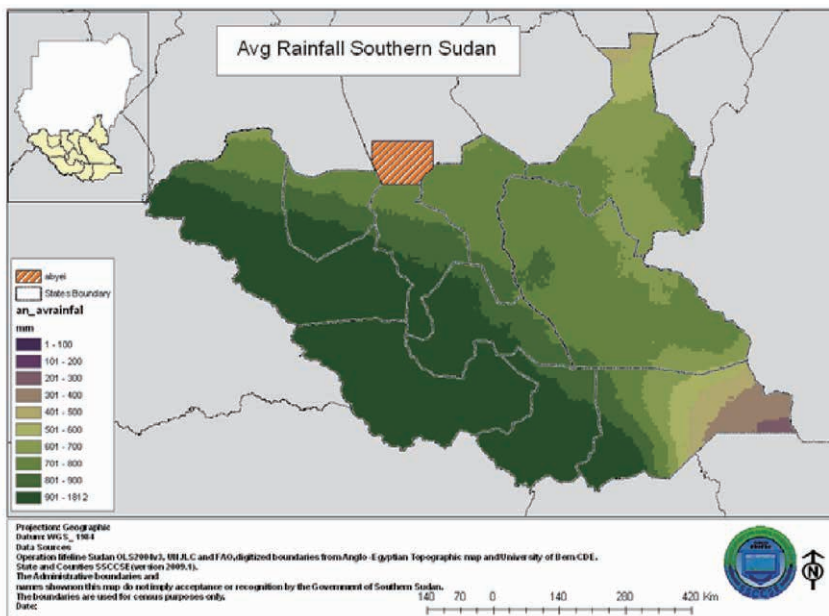 Avg Rainfall Southern Sudan
abyei
States Boundary
an_avrainfal
mm
1 - 100
101 - 200
201 - 300
301 - 400
401 - 500
501 - 600
601 - 700
701 - 800
801 - 900
901 - 1812
Projection: Geographic
Datum: WGS_1984
Data Sources
Operation lifeline Sudan OLS2004v3, UNJLC and FAO,digitized boundaries from Anglo-Egyptian Topographic map and University of Bern CDE.
State and Counties SSCCSE(version 2009.1).
The Administrative boundaries and
names shown on this map do not imply acceptance or recognition by the Government of Southern Sudan.
The boundaries are used for census purposes only.
Date:
140 70 0 140 280 420 Km
N